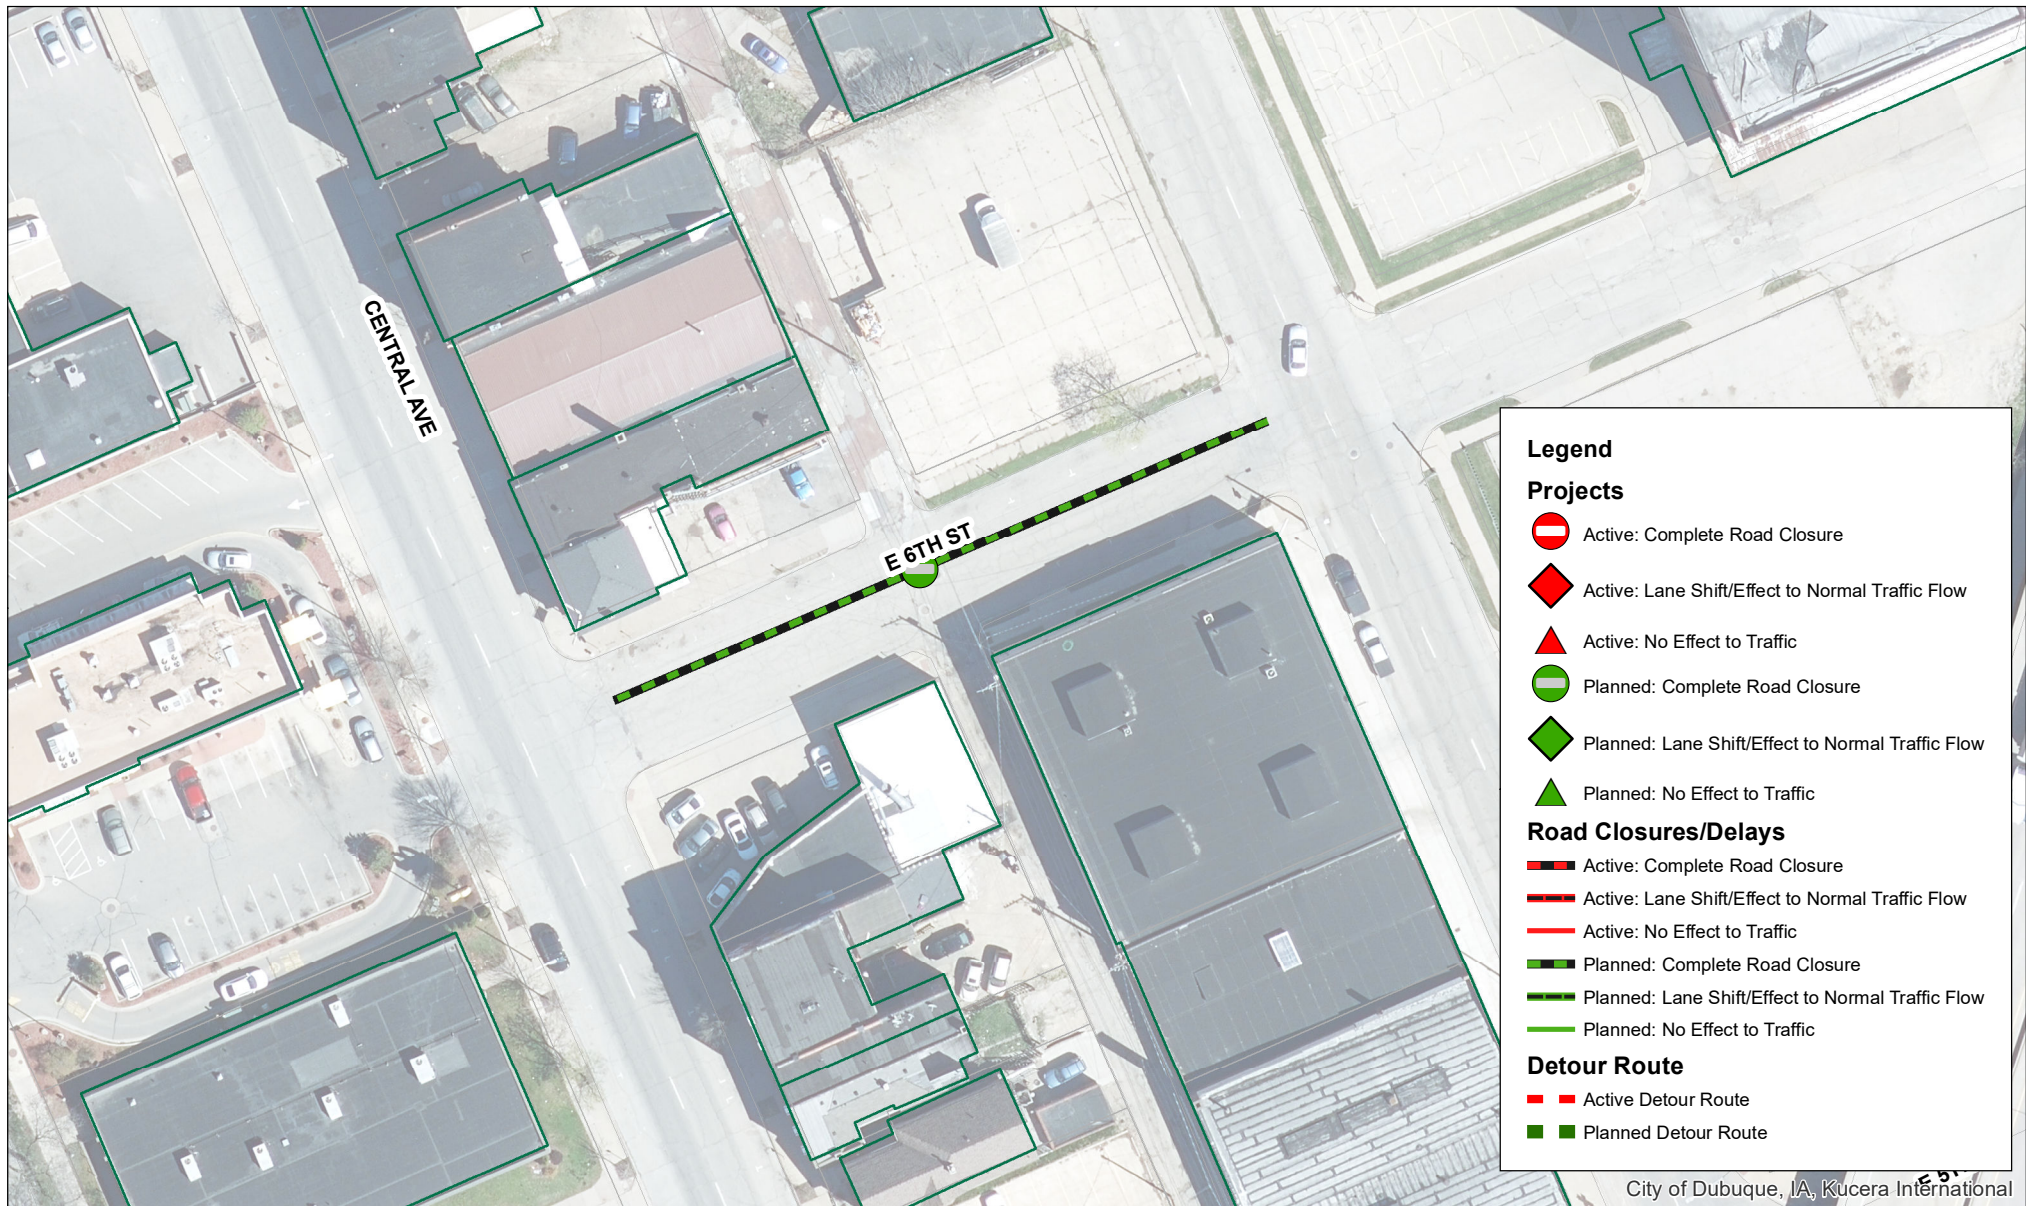 CENTRAL AVE
E 6TH ST
Legend
Projects
Active: Complete Road Closure
Active: Lane Shift/Effect to Normal Traffic Flow
Active: No Effect to Traffic
Planned: Complete Road Closure
Planned: Lane Shift/Effect to Normal Traffic Flow
Planned: No Effect to Traffic
Road Closures/Delays
Active: Complete Road Closure
Active: Lane Shift/Effect to Normal Traffic Flow
Active: No Effect to Traffic
Planned: Complete Road Closure
Planned: Lane Shift/Effect to Normal Traffic Flow
Planned: No Effect to Traffic
Detour Route
Active Detour Route
Planned Detour Route
City of Dubuque, IA, Kucera International